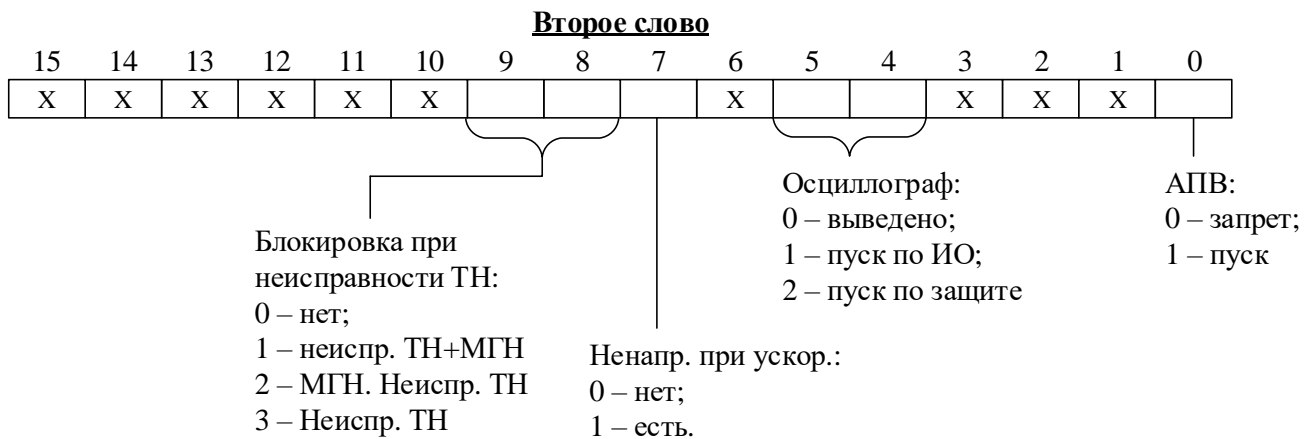 Второе слово
15 14 13 12 11 10 9 8 7 6 5 4 3 2 1 0
X X X X X X X X X X
Осциллограф:
0 – выведено;
1 – пуск по ИО;
2 – пуск по защите
АПВ:
0 – запрет;
1 – пуск
Блокировка при
неисправности ТН:
0 – нет;
1 – неиспр. ТН+МГН
2 – МГН. Неиспр. ТН
3 – Неиспр. ТН
Ненапр. при ускор.:
0 – нет;
1 – есть.